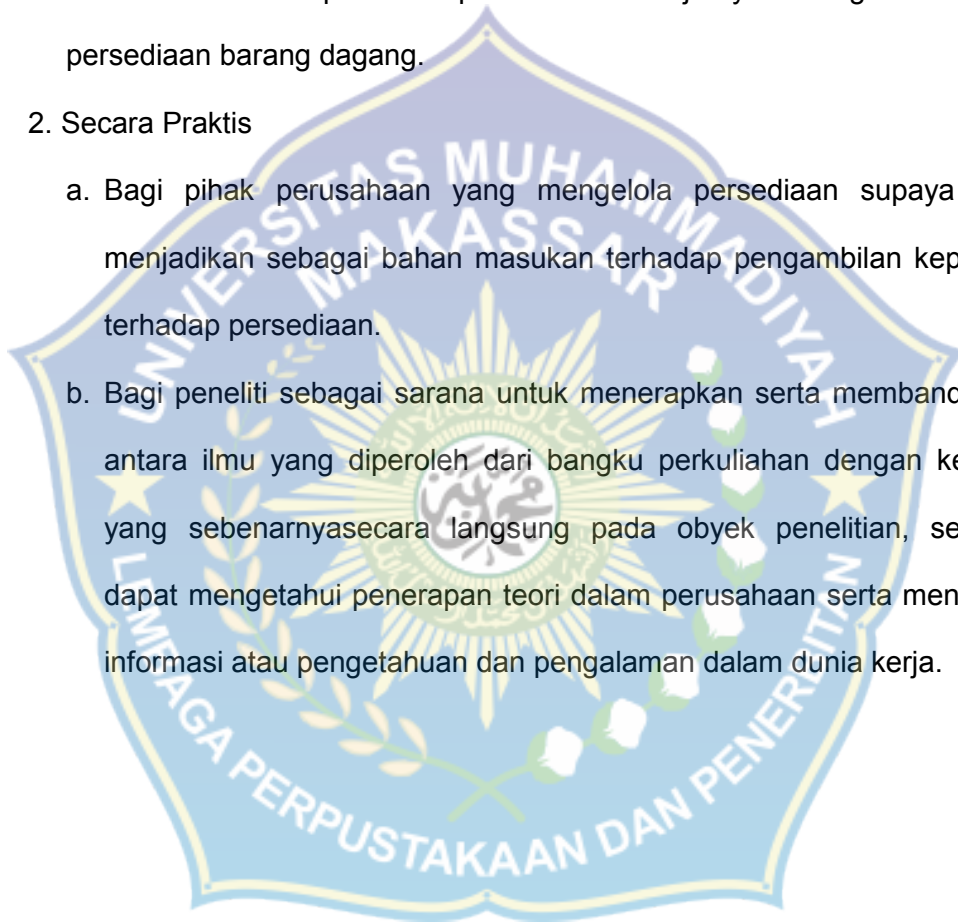 persediaan barang dagang.
2. Secara Praktis
a. Bagi pihak perusahaan yang mengelola persediaan supaya
menjadikan sebagai bahan masukan terhadap pengambilan kep
terhadap persediaan.
b. Bagi peneliti sebagai sarana untuk menerapkan serta memband
antara ilmu yang diperoleh dari bangku perkuliahan dengan ke
yang sebenarnyasecara langsung pada obyek penelitian, se
dapat mengetahui penerapan teori dalam perusahaan serta men
informasi atau pengetahuan dan pengalaman dalam dunia kerja.
UNIVERSITAS MUHAMMADIYAH
MAKASSAR
LEMBAGA PERPUSTAKAAN DAN PENERBITAN